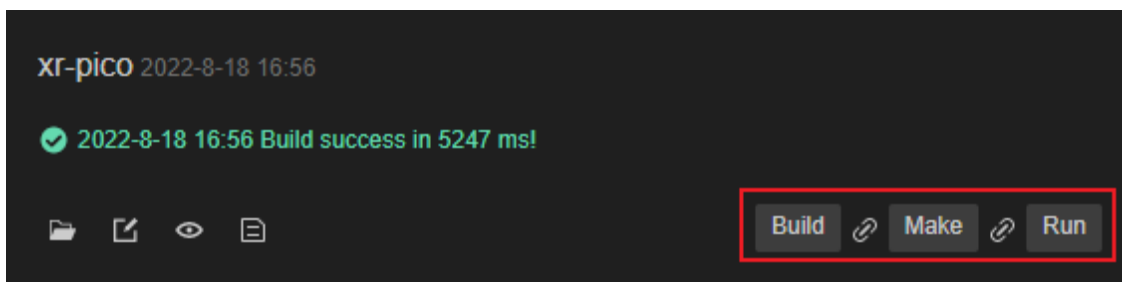 xr-pico 2022-8-18 16:56
2022-8-18 16:56 Build success in 5247 ms!
Build Make Run